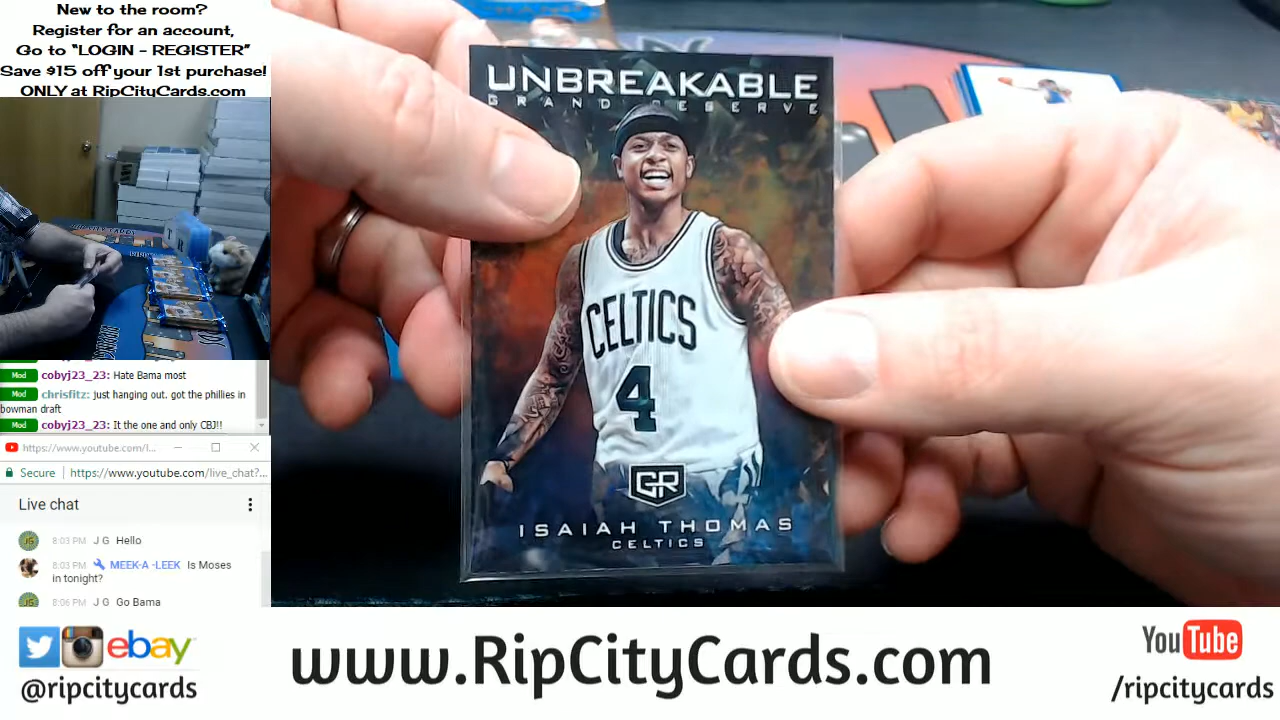 New to the room?
Register for an account,
Go to “LOGIN - REGISTER”
Save $15 off your 1st purchase!
ONLY at RipCityCards.com
UNBREAKABLE
GRAND RESERVE
CELTICS
4
GR
ISAIAH THOMAS
CELTICS
Mod cobyj23_23: Hate Bama most
Mod chrisfitz: just hanging out. got the phillies in
bowman draft
Mod cobyj23_23: It the one and only CBJ!!
https://www.youtube.com/l...
Secure https://www.youtube.com/live_chat?...
Live chat
8:03 PM J G Hello
8:03 PM MEEK-A -LEEK Is Moses
in tonight?
8:06 PM J G Go Bama
ebay
@ripcitycards
www.RipCityCards.com
YouTube
/ripcitycards